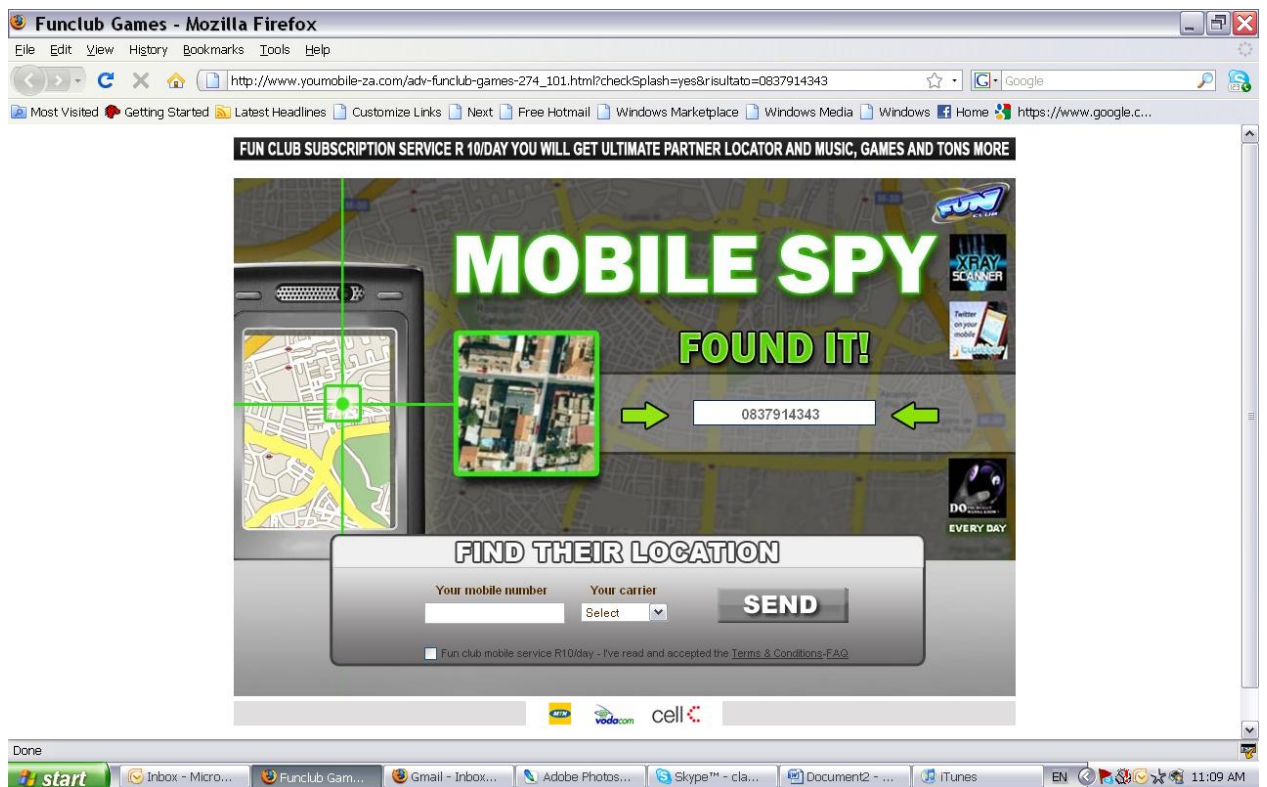 Funclub Games - Mozilla Firefox
File Edit View History Bookmarks Tools Help
http://www.youmobile-za.com/adv-funclub-games-274_101.html?checkSplash=yes&risultato=0837914343
Google
Most Visited Getting Started Latest Headlines Customize Links Next Free Hotmail Windows Marketplace Windows Media Windows Home https://www.google.c...
FUN CLUB SUBSCRIPTION SERVICE R 10/DAY YOU WILL GET ULTIMATE PARTNER LOCATOR AND MUSIC, GAMES AND TONS MORE
FUN
CLUB
MOBILE SPY
XRAY
SCANNER
Twitter
on your
mobile
twitter
FOUND IT!
0837914343
DO
EVERY DAY
FIND THEIR LOCATION
Your mobile number Your carrier
Select
SEND
Fun club mobile service R10/day - I've read and accepted the Terms & Conditions-FAQ
MTN vodacom cell C
Done
start Inbox - Micro... Funclub Gam... Gmail - Inbox... Adobe Photos... Skype™ - cla... Document2 - ... iTunes EN 11:09 AM